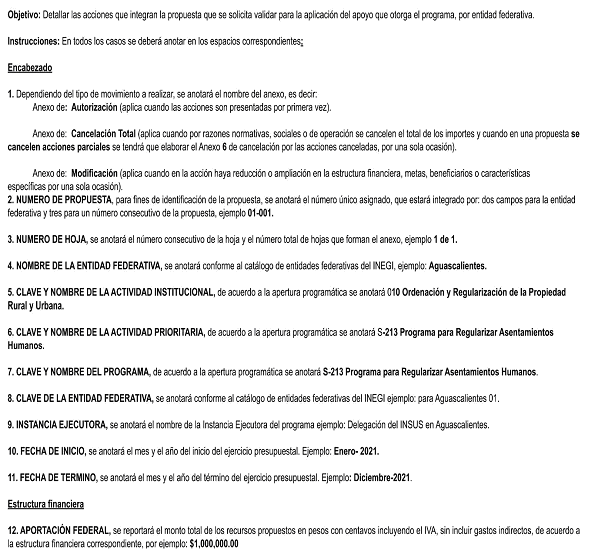 Objetivo: Detallar las acciones que integran la propuesta que se solicita validar para la aplicación del apoyo que otorga el programa, por entidad federativa.
Instrucciones: En todos los casos se deberá anotar en los espacios correspondientes:
Encabezado
1. Dependiendo del tipo de movimiento a realizar, se anotará el nombre del anexo, es decir:
Anexo de: Autorización (aplica cuando las acciones son presentadas por primera vez).
Anexo de: Cancelación Total (aplica cuando por razones normativas, sociales o de operación se cancelen el total de los importes y cuando en una propuesta se
cancelen acciones parciales se tendrá que elaborar el Anexo 6 de cancelación por las acciones canceladas, por una sola ocasión).
Anexo de: Modificación (aplica cuando en la acción haya reducción o ampliación en la estructura financiera, metas, beneficiarios o características
específicas por una sola ocasión).
2. NUMERO DE PROPUESTA, para fines de identificación de la propuesta, se anotará el número único asignado, que estará integrado por: dos campos para la entidad
federativa y tres para un número consecutivo de la propuesta, ejemplo 01-001.
3. NUMERO DE HOJA, se anotará el número consecutivo de la hoja y el número total de hojas que forman el anexo, ejemplo 1 de 1.
4. NOMBRE DE LA ENTIDAD FEDERATIVA, se anotará conforme al catálogo de entidades federativas del INEGI, ejemplo: Aguascalientes.
5. CLAVE Y NOMBRE DE LA ACTIVIDAD INSTITUCIONAL, de acuerdo a la apertura programática se anotará 010 Ordenación y Regularización de la Propiedad
Rural y Urbana.
6. CLAVE Y NOMBRE DE LA ACTIVIDAD PRIORITARIA, de acuerdo a la apertura programática se anotará S-213 Programa para Regularizar Asentamientos
Humanos.
7. CLAVE Y NOMBRE DEL PROGRAMA, de acuerdo a la apertura programática se anotará S-213 Programa para Regularizar Asentamientos Humanos.
8. CLAVE DE LA ENTIDAD FEDERATIVA, se anotará conforme al catálogo de entidades federativas del INEGI ejemplo: para Aguascalientes 01.
9. INSTANCIA EJECUTORA, se anotará el nombre de la Instancia Ejecutora del programa ejemplo: Delegación del INSUS en Aguascalientes.
10. FECHA DE INICIO, se anotará el mes y el año del inicio del ejercicio presupuestal. Ejemplo: Enero- 2021.
11. FECHA DE TERMINO, se anotará el mes y el año del término del ejercicio presupuestal. Ejemplo: Diciembre-2021.
Estructura financiera
12. APORTACIÓN FEDERAL, se reportará el monto total de los recursos propuestos en pesos con centavos incluyendo el IVA, sin incluir gastos indirectos, de acuerdo a
la estructura financiera correspondiente, por ejemplo: $1,000,000.00